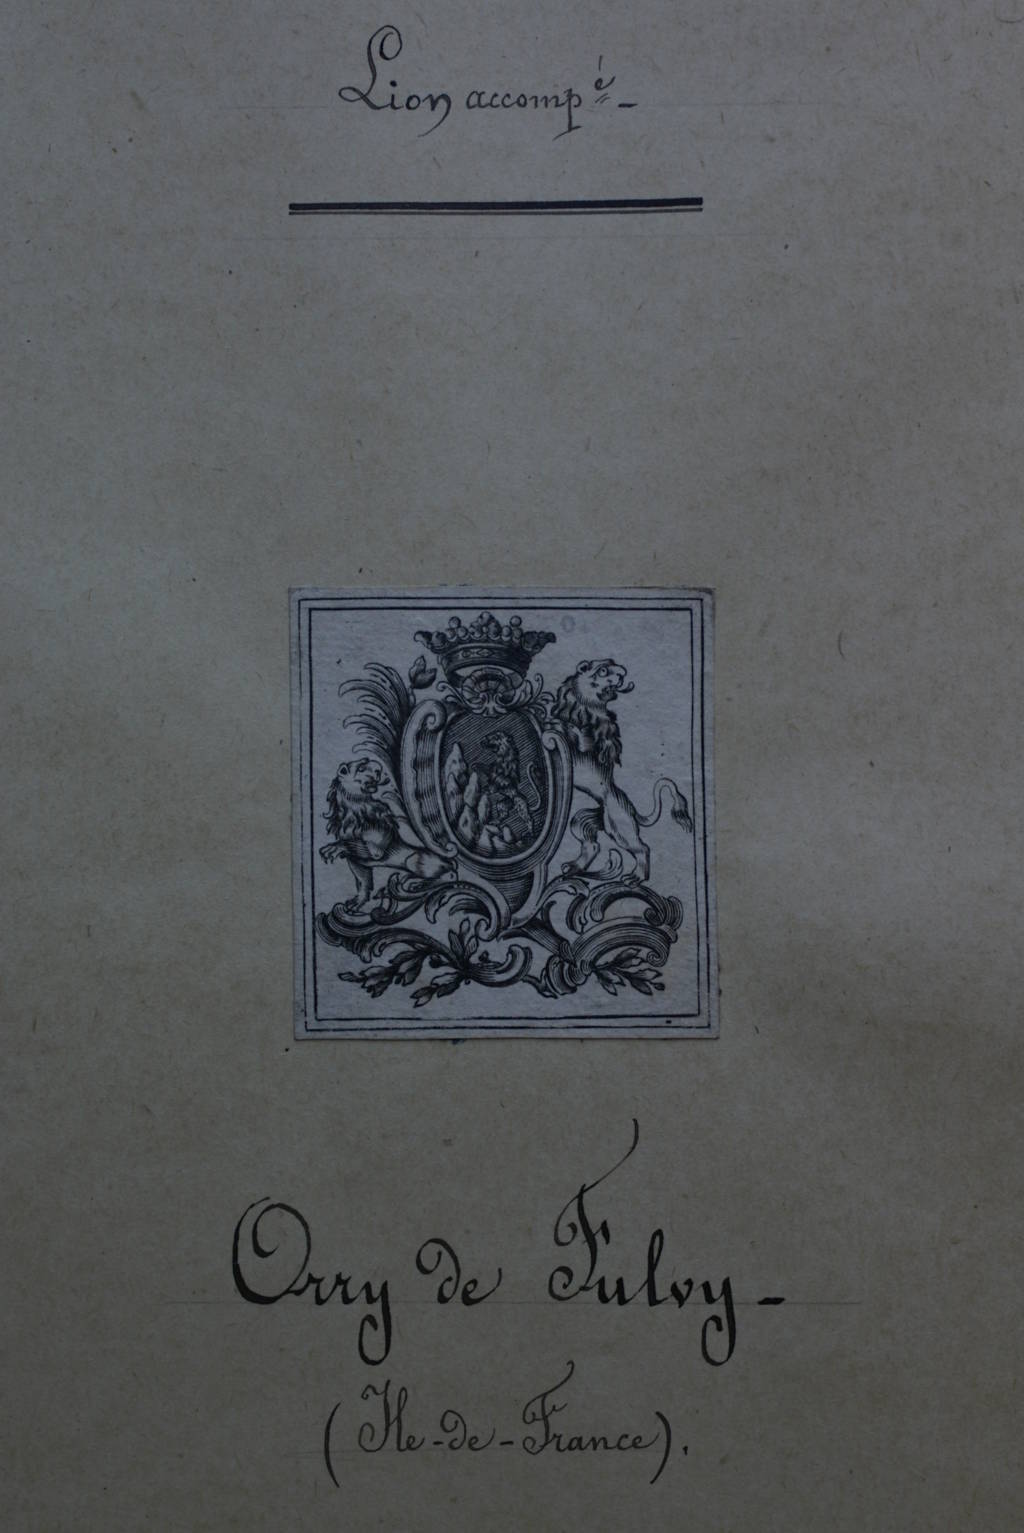 Lion accompé -
Orry de Fulvy -
(Ile-de-France).